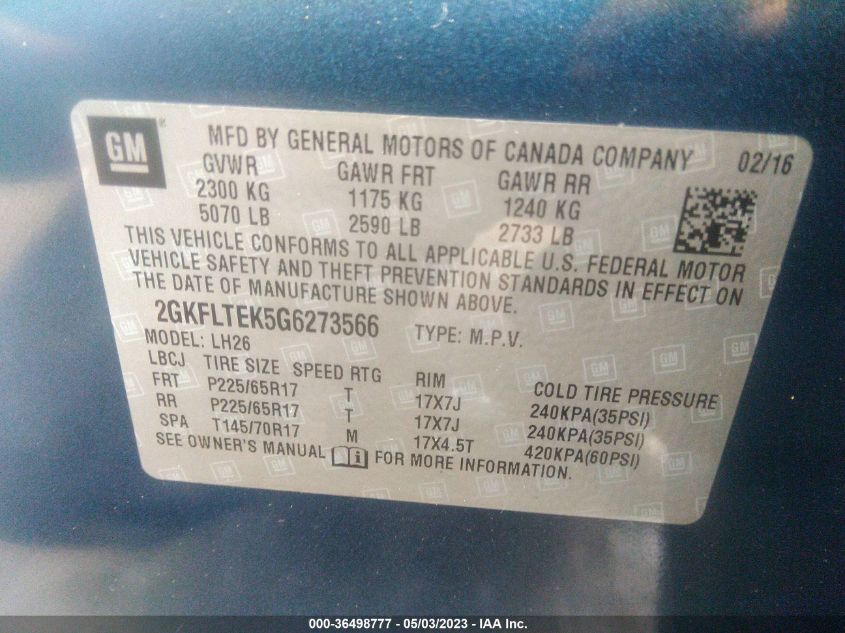 GM
MFD BY GENERAL MOTORS OF CANADA COMPANY 02/16
GVWR GAWR FRT GAWR RR
2300 KG 1175 KG 1240 KG
5070 LB 2590 LB 2733 LB
THIS VEHICLE CONFORMS TO ALL APPLICABLE U.S. FEDERAL MOTOR
VEHICLE SAFETY AND THEFT PREVENTION STANDARDS IN EFFECT ON
THE DATE OF MANUFACTURE SHOWN ABOVE.
2GKFLTEK5G6273566 TYPE: M.P.V.
MODEL: LH26
LBCJ TIRE SIZE SPEED RTG RIM COLD TIRE PRESSURE
FRT P225/65R17 T 17X7J 240KPA(35PSI)
RR P225/65R17 T 17X7J 240KPA(35PSI)
SPA T145/70R17 M 17X4.5T 420KPA(60PSI)
SEE OWNER'S MANUAL i FOR MORE INFORMATION.
000-36498777 - 05/03/2023 - IAA Inc.